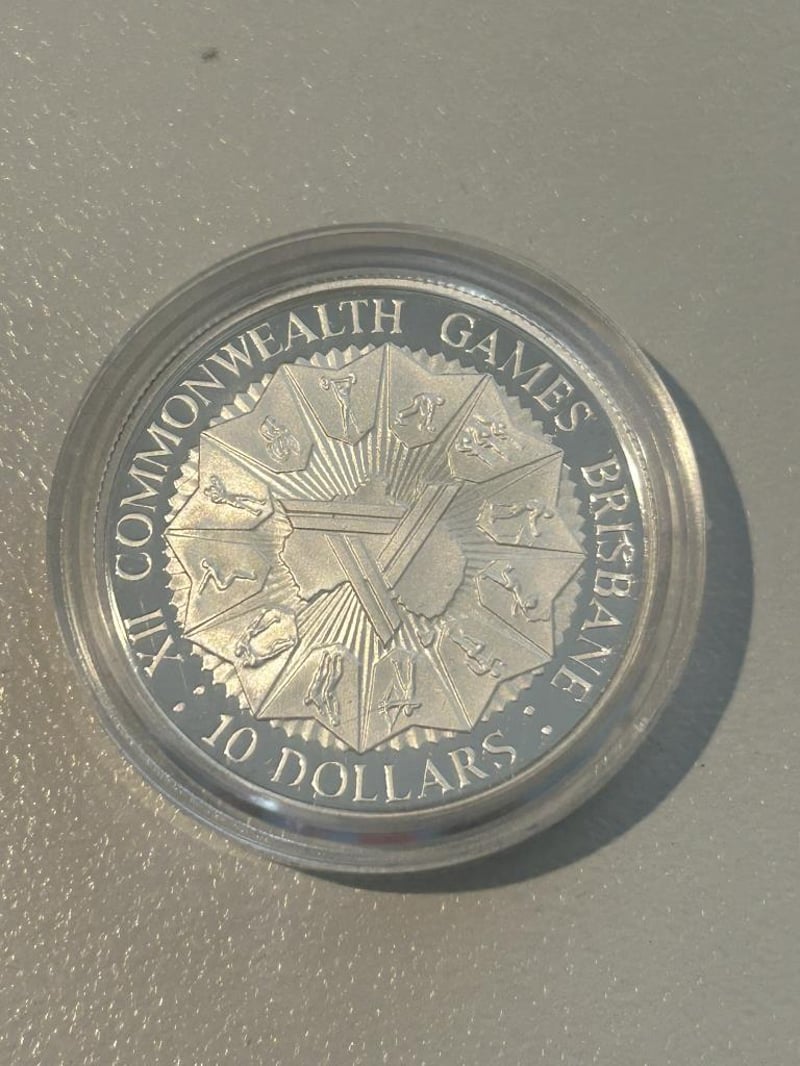 XII COMMONWEALTH GAMES BRISBANE
10 DOLLARS